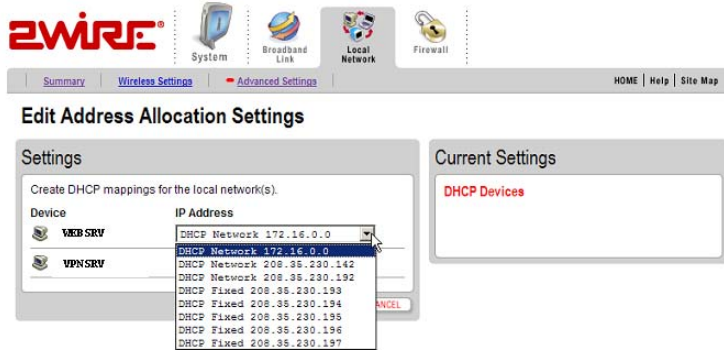 2WIRE®
System
Broadband Link
Local Network
Firewall
Summary
Wireless Settings
Advanced Settings
HOME | Help | Site Map
Edit Address Allocation Settings
Settings
Create DHCP mappings for the local network(s).
Device IP Address
WEBSRV
DHCP Network 172.16.0.0
DHCP Network 172.16.0.0
VPNSRV
DHCP Network 208.35.230.142
DHCP Network 208.35.230.192
DHCP Fixed 208.35.230.193
DHCP Fixed 208.35.230.194
DHCP Fixed 208.35.230.195
DHCP Fixed 208.35.230.196
DHCP Fixed 208.35.230.197
Current Settings
DHCP Devices